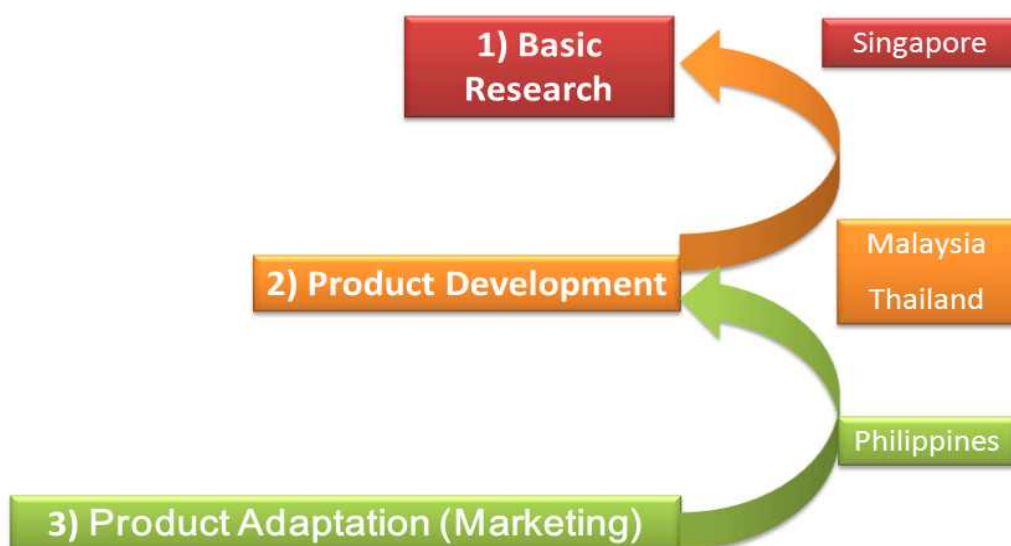 1) Basic
Research
Singapore
2) Product Development
Malaysia
Thailand
Philippines
3) Product Adaptation (Marketing)